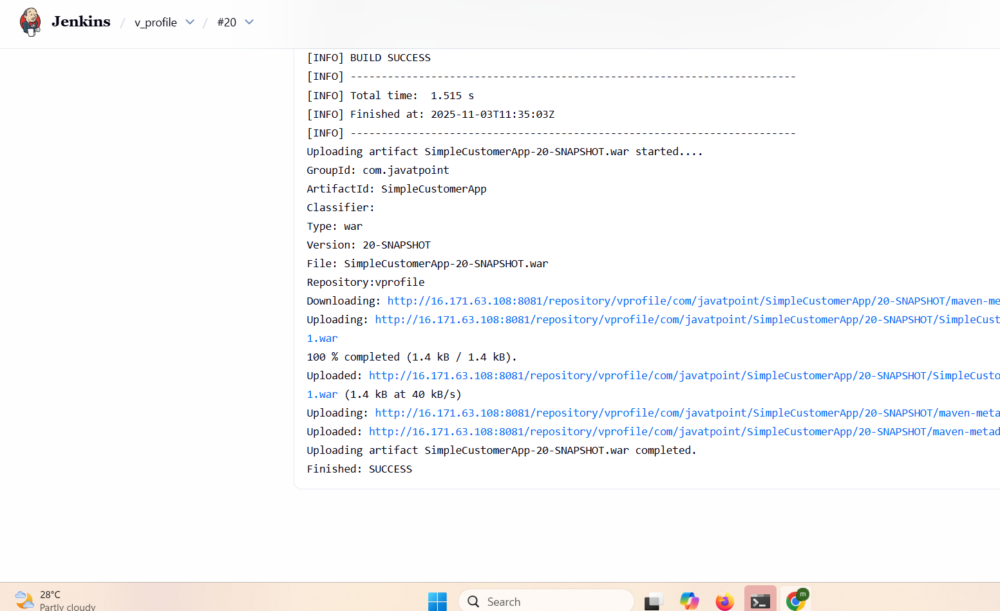 Jenkins / v_profile / #20
[INFO] BUILD SUCCESS
[INFO] ------------------------------------------------------------------------
[INFO] Total time:  1.515 s
[INFO] Finished at: 2025-11-03T11:35:03Z
[INFO] ------------------------------------------------------------------------
Uploading artifact SimpleCustomerApp-20-SNAPSHOT.war started....
GroupId: com.javatpoint
ArtifactId: SimpleCustomerApp
Classifier:
Type: war
Version: 20-SNAPSHOT
File: SimpleCustomerApp-20-SNAPSHOT.war
Repository:vprofile
Downloading: http://16.171.63.108:8081/repository/vprofile/com/javatpoint/SimpleCustomerApp/20-SNAPSHOT/maven-me
Uploading: http://16.171.63.108:8081/repository/vprofile/com/javatpoint/SimpleCustomerApp/20-SNAPSHOT/SimpleCust
1.war
100 % completed (1.4 kB / 1.4 kB).
Uploaded: http://16.171.63.108:8081/repository/vprofile/com/javatpoint/SimpleCustomerApp/20-SNAPSHOT/SimpleCusto
1.war (1.4 kB at 40 kB/s)
Uploading: http://16.171.63.108:8081/repository/vprofile/com/javatpoint/SimpleCustomerApp/20-SNAPSHOT/maven-meta
Uploaded: http://16.171.63.108:8081/repository/vprofile/com/javatpoint/SimpleCustomerApp/20-SNAPSHOT/maven-metad
Uploading artifact SimpleCustomerApp-20-SNAPSHOT.war completed.
Finished: SUCCESS
28°C
Partly cloudy
Search
m